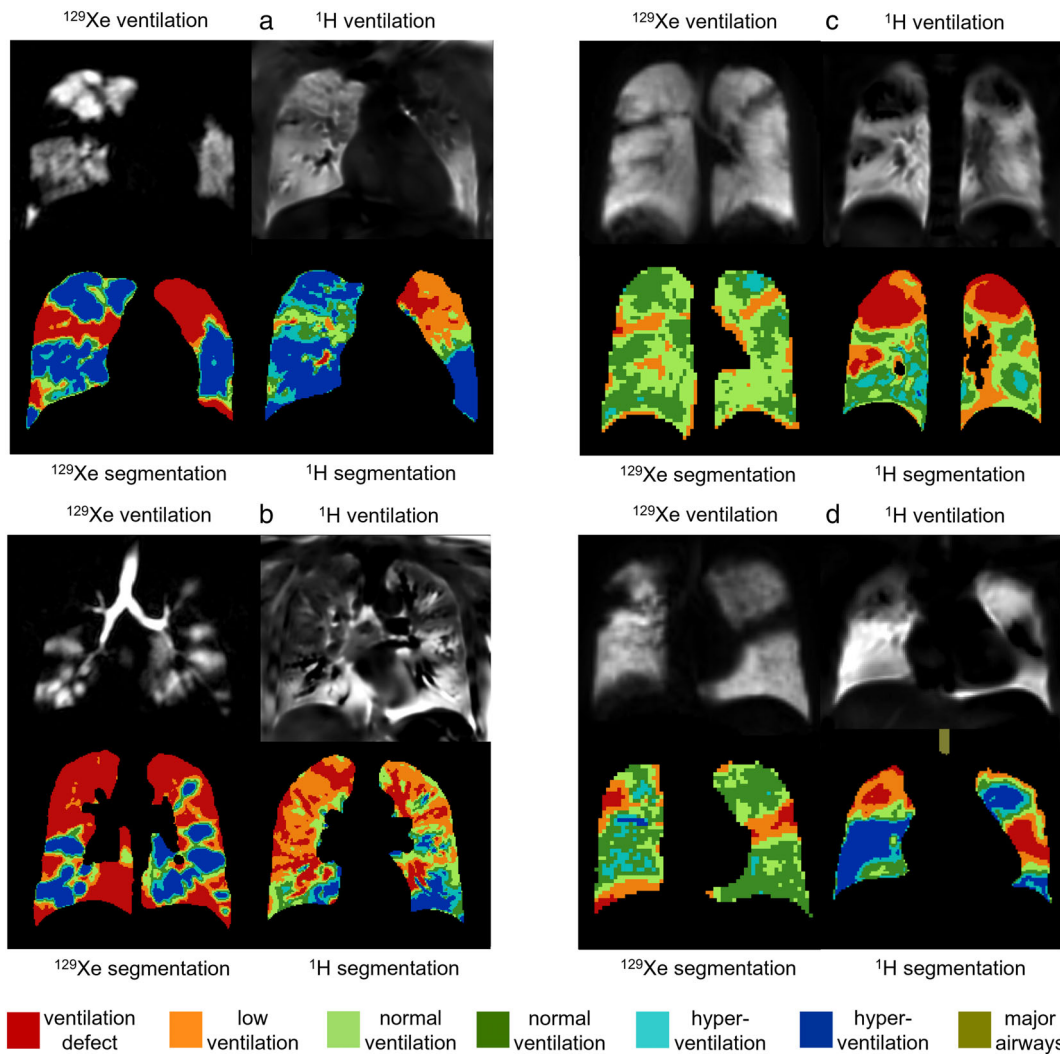 ¹²⁹Xe ventilation a ¹H ventilation
¹²⁹Xe segmentation ¹H segmentation
¹²⁹Xe ventilation b ¹H ventilation
¹²⁹Xe segmentation ¹H segmentation
¹²⁹Xe ventilation c ¹H ventilation
¹²⁹Xe segmentation ¹H segmentation
¹²⁹Xe ventilation d ¹H ventilation
¹²⁹Xe segmentation ¹H segmentation
ventilation
defect
low
ventilation
normal
ventilation
normal
ventilation
hyper-
ventilation
hyper-
ventilation
major
airways